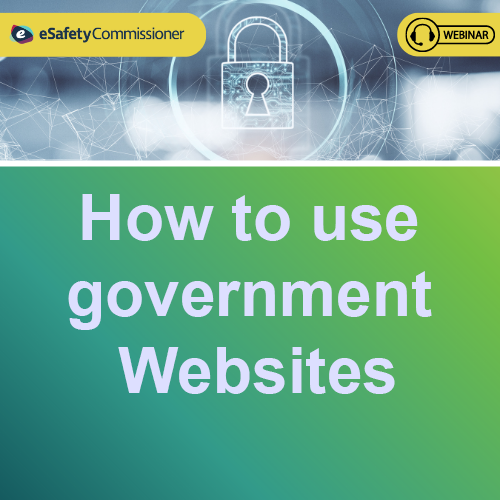 eSafetyCommissioner
WEBINAR
How to use
government
Websites